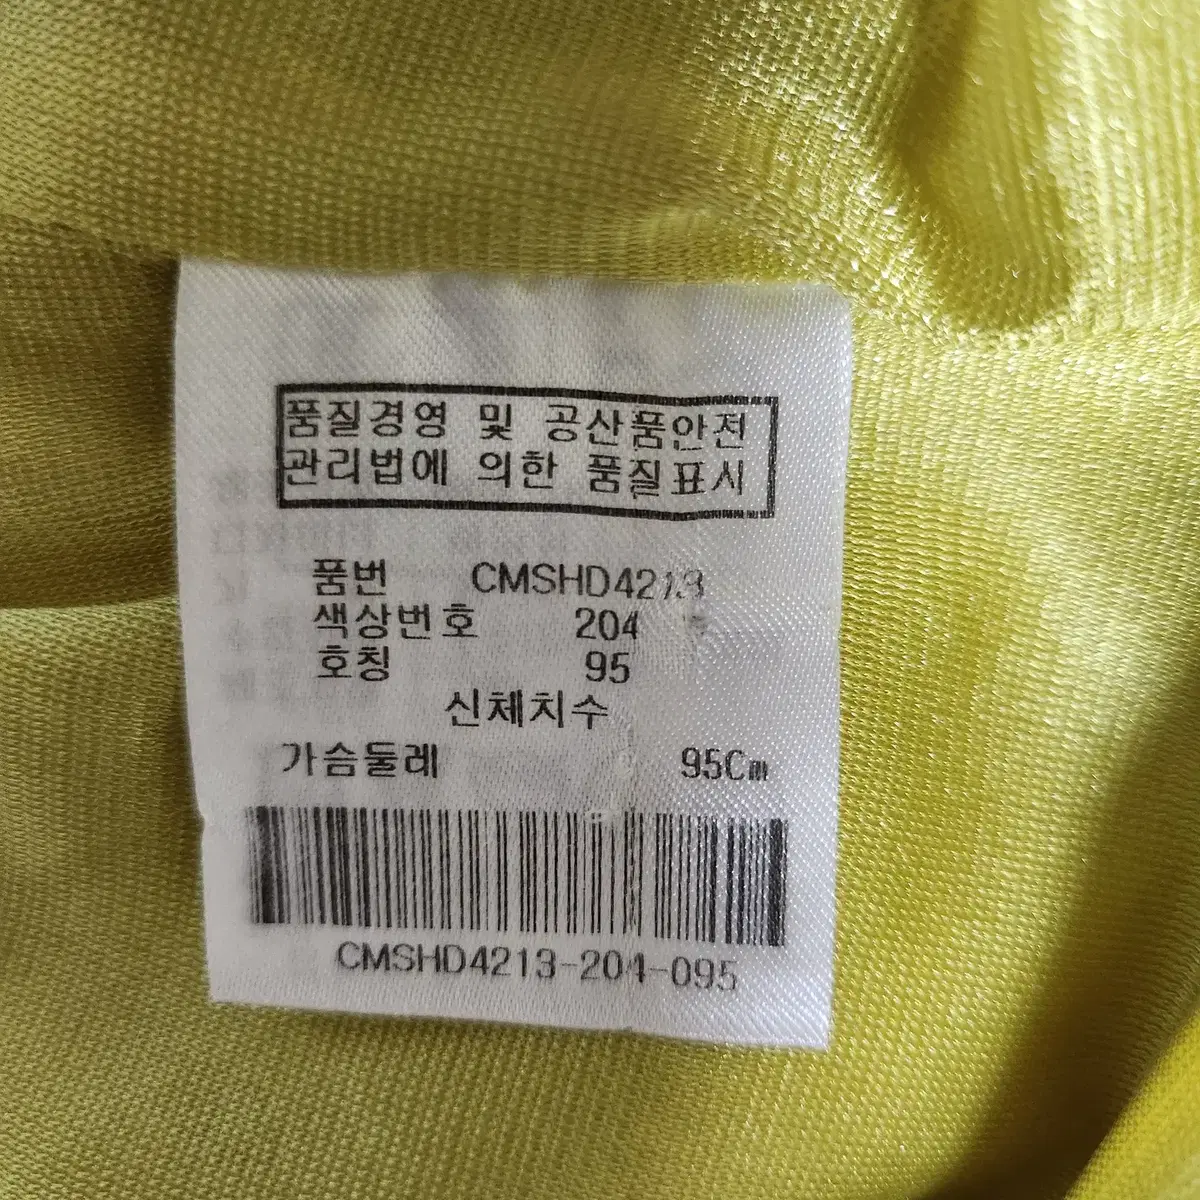 품질경영 및 공산품안전
관리법에 의한 품질표시
품번 CMSHD4213
색상번호 204
호칭 95
신체치수
가슴둘레 95Cm
CMSHD4213-204-095